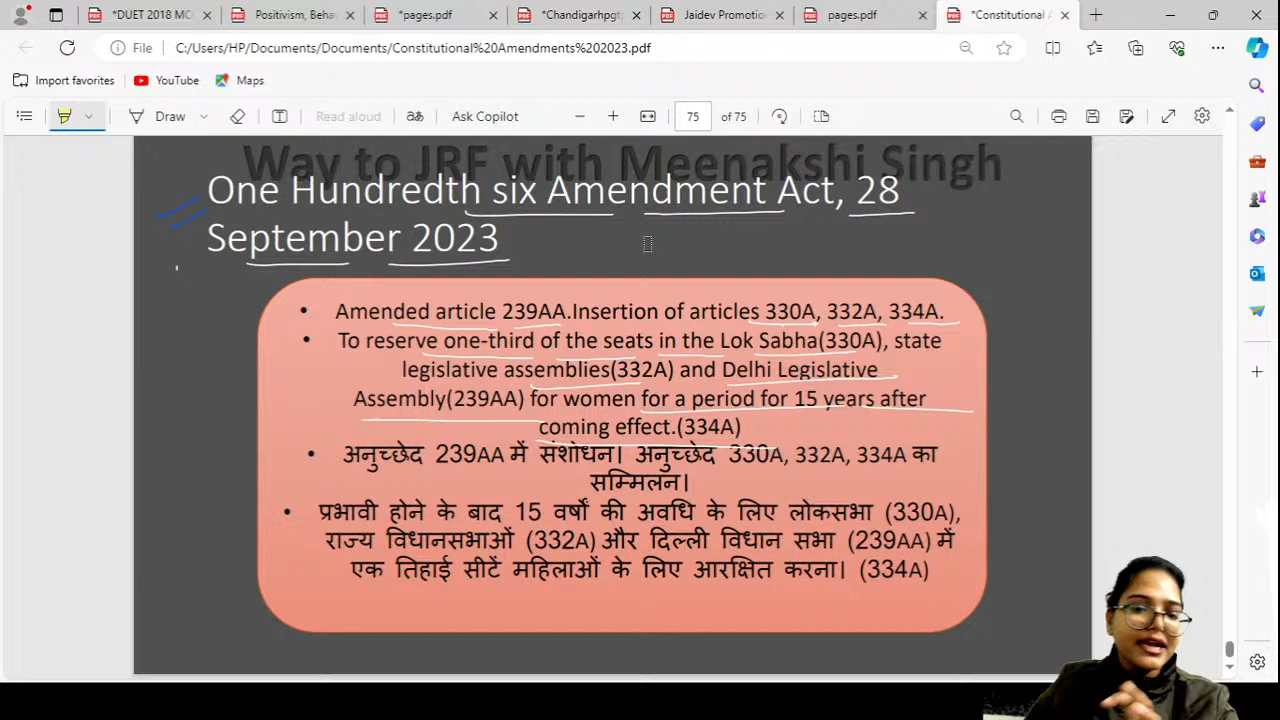 *DUET 2018 MC
Positivism, Beha
*pages.pdf
*Chandigarhpgt
Jaidev Promotion
pages.pdf
*Constitutional A
File
C:/Users/HP/Documents/Documents/Constitutional%20Amendments%202023.pdf
Import favorites
YouTube
Maps
Draw
Read aloud
Ask Copilot
75
of 75
Way to JRF with Meenakshi Singh
One Hundredth six Amendment Act, 28
September 2023
• Amended article 239AA.Insertion of articles 330A, 332A, 334A.
• To reserve one-third of the seats in the Lok Sabha(330A), state
legislative assemblies(332A) and Delhi Legislative
Assembly(239AA) for women for a period for 15 years after
coming effect.(334A)
• अनुच्छेद 239AA में संशोधन। अनुच्छेद 330A, 332A, 334A का
सम्मिलन।
• प्रभावी होने के बाद 15 वर्षों की अवधि के लिए लोकसभा (330A),
राज्य विधानसभाओं (332A) और दिल्ली विधान सभा (239AA) में
एक तिहाई सीटें महिलाओं के लिए आरक्षित करना। (334A)